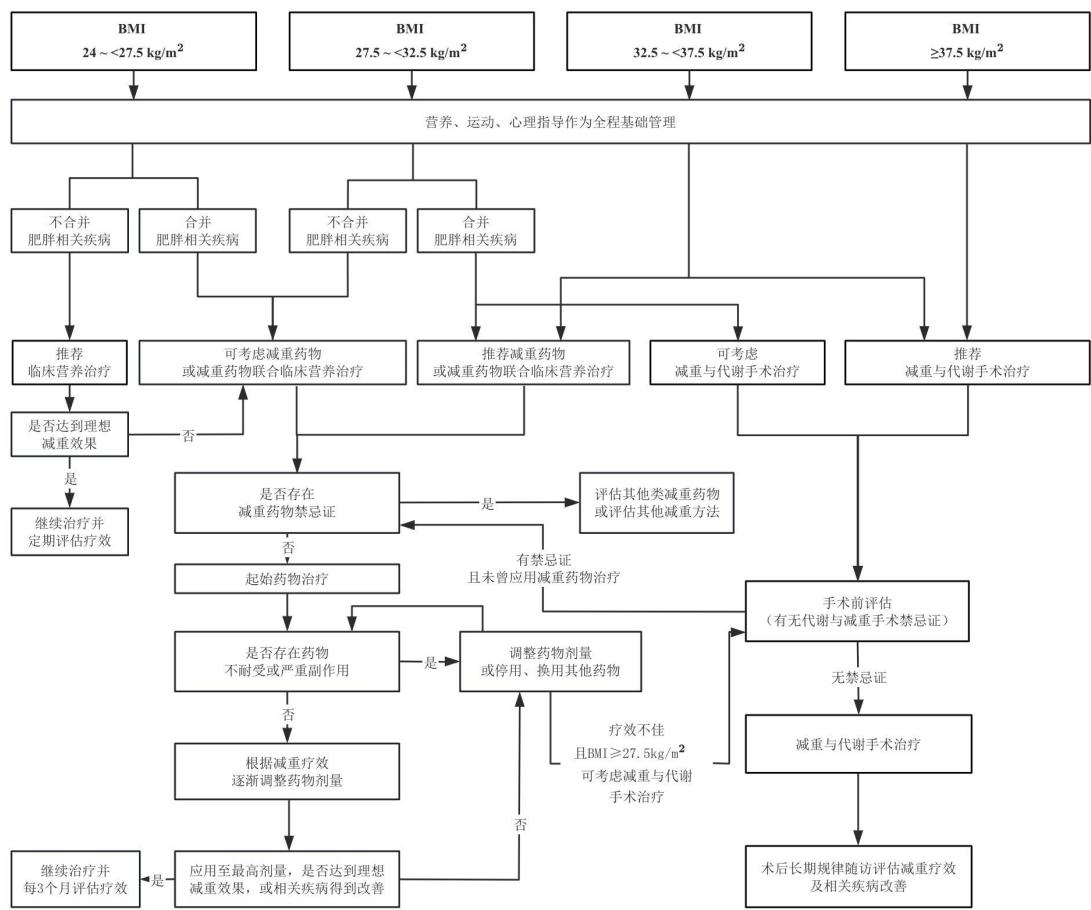 BMI
24 ~ <27.5 kg/m²
BMI
27.5 ~ <32.5 kg/m²
BMI
32.5 ~ <37.5 kg/m²
BMI
≥37.5 kg/m²
营养、运动、心理指导作为全程基础管理
不合并
肥胖相关疾病
合并
肥胖相关疾病
不合并
肥胖相关疾病
合并
肥胖相关疾病
推荐
临床营养治疗
可考虑减重药物
或减重药物联合临床营养治疗
推荐减重药物
或减重药物联合临床营养治疗
可考虑
减重与代谢手术治疗
推荐
减重与代谢手术治疗
是否达到理想
减重效果
否
是
继续治疗并
定期评估疗效
是否存在
减重药物禁忌证
是
评估其他类减重药物
或评估其他减重方法
否
有禁忌证
且未曾应用减重药物治疗
起始药物治疗
手术前评估
（有无代谢与减重手术禁忌证）
是否存在药物
不耐受或严重副作用
是
调整药物剂量
或停用、换用其他药物
无禁忌证
否
疗效不佳
且BMI≥27.5kg/m²
可考虑减重与代谢
手术治疗
减重与代谢手术治疗
根据减重疗效
逐渐调整药物剂量
否
继续治疗并
每3个月评估疗效
是
应用至最高剂量，是否达到理想
减重效果，或相关疾病得到改善
术后长期规律随访评估减重疗效
及相关疾病改善